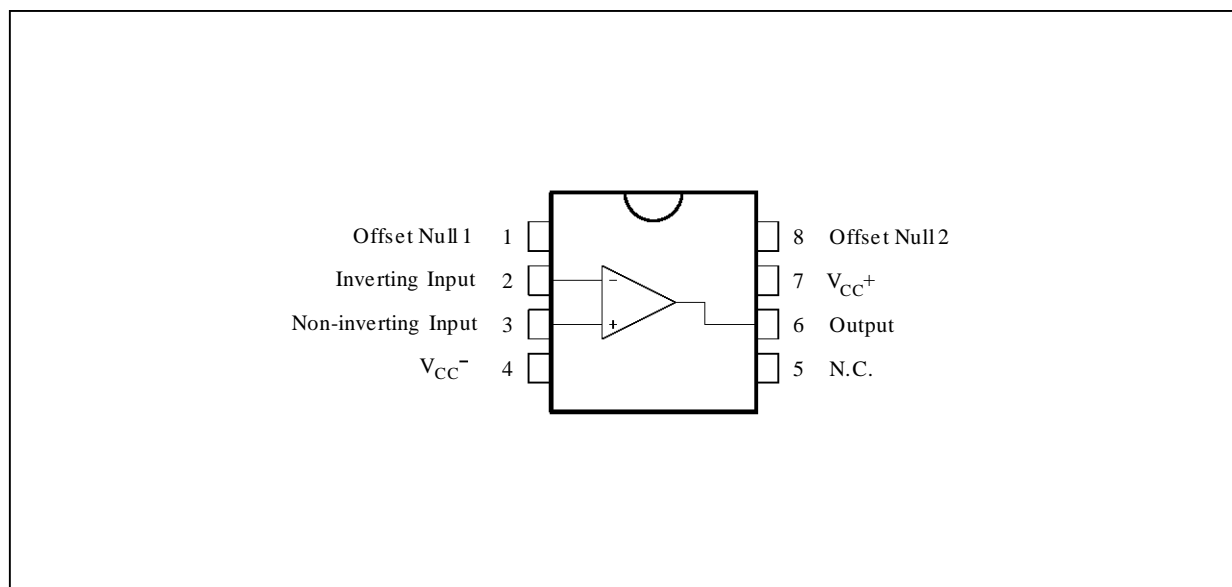 Offset Null 1 1
Inverting Input 2
Non-inverting Input 3
VCC− 4
− 
+
8 Offset Null 2
7 VCC+
6 Output
5 N.C.